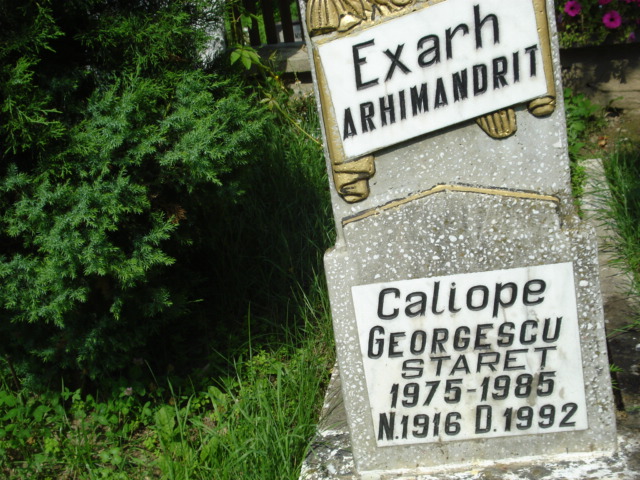 Exarh
ARHIMANDRIT
Caliope
GEORGESCU
STARET
1975-1985
N.1916 D.1992